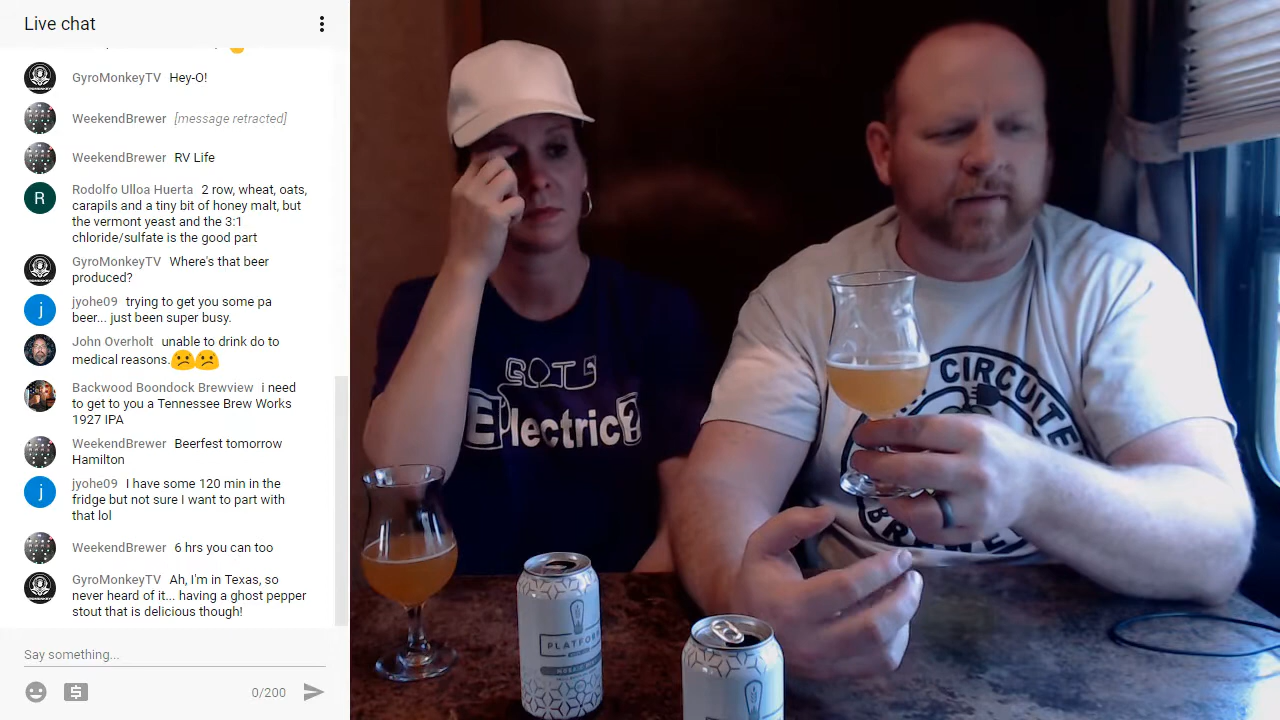 Live chat
GyroMonkeyTV Hey-O!
WeekendBrewer [message retracted]
WeekendBrewer RV Life
R
Rodolfo Ulloa Huerta 2 row, wheat, oats,
carapils and a tiny bit of honey malt, but
the vermont yeast and the 3:1
chloride/sulfate is the good part
GyroMonkeyTV Where's that beer
produced?
j
jyohe09 trying to get you some pa
beer... just been super busy.
John Overholt unable to drink do to
medical reasons.
Backwood Boondock Brewview i need
to get to you a Tennessee Brew Works
1927 IPA
WeekendBrewer Beerfest tomorrow
Hamilton
j
jyohe09 I have some 120 min in the
fridge but not sure I want to part with
that lol
WeekendBrewer 6 hrs you can too
GyroMonkeyTV Ah, I'm in Texas, so
never heard of it... having a ghost pepper
stout that is delicious though!
Say something...
0/200
GOTS
Electric?
CIRCUIT
PLATFORM